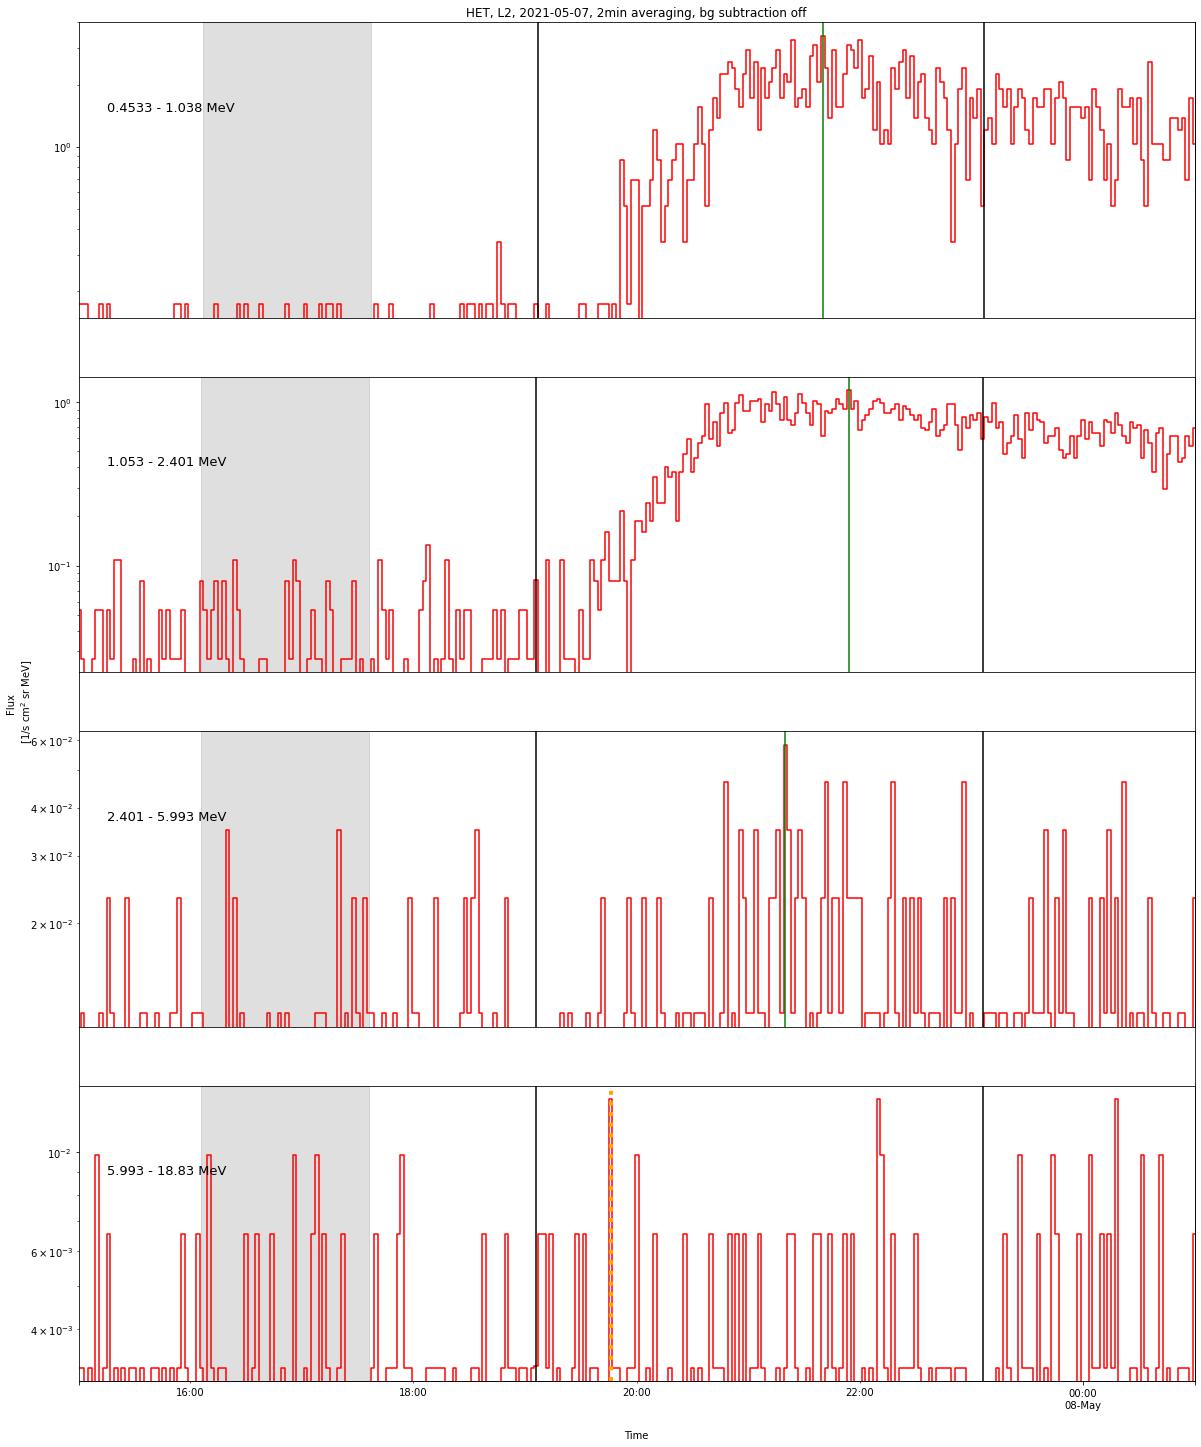 HET, L2, 2021-05-07, 2min averaging, bg subtraction off
0.4533 - 1.038 MeV
10⁰
1.053 - 2.401 MeV
10⁰
10⁻¹
Flux
[1/s cm² sr MeV]
2.401 - 5.993 MeV
6 × 10⁻²
4 × 10⁻²
3 × 10⁻²
2 × 10⁻²
5.993 - 18.83 MeV
10⁻²
6 × 10⁻³
4 × 10⁻³
16:00 18:00 20:00 22:00 00:00
08-May
Time